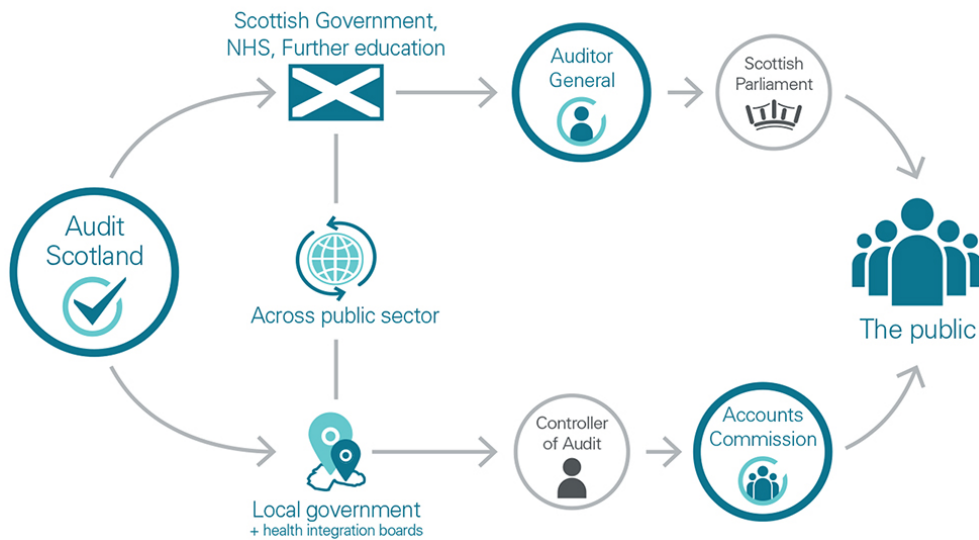 Scottish Government,
NHS, Further education
Auditor
General
Scottish
Parliament
Audit
Scotland
Across public sector
The public
Controller
of Audit
Accounts
Commission
Local government
+ health integration boards